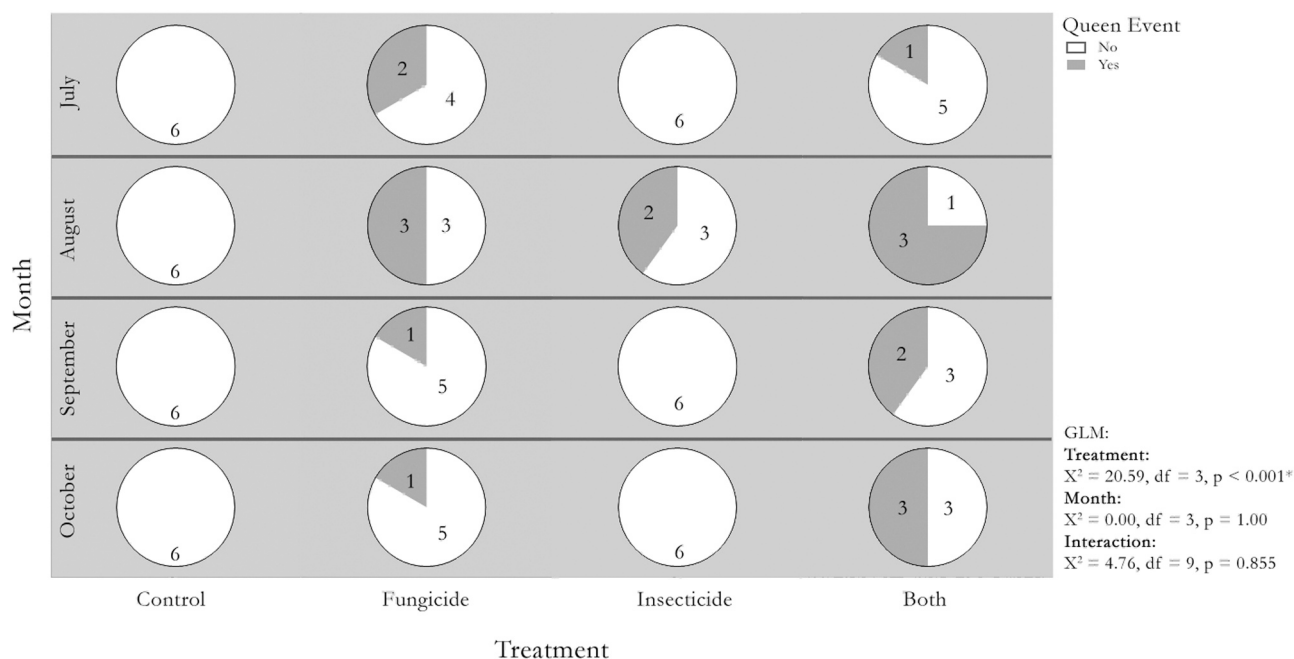 Queen Event
No
Yes
Month
July
6
2
4
6
1
5
August
6
3
3
2
3
1
3
September
6
1
5
6
2
3
October
6
1
5
6
3
3
GLM:
Treatment:
X² = 20.59, df = 3, p < 0.001*
Month:
X² = 0.00, df = 3, p = 1.00
Interaction:
X² = 4.76, df = 9, p = 0.855
Control
Fungicide
Insecticide
Both
Treatment